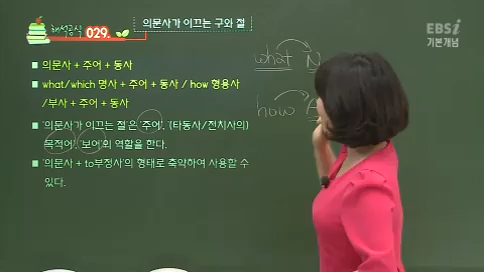 해석공식 029.
의문사가 이끄는 구와 절
EBSi
기본개념
의문사 + 주어 + 동사
what/which 명사 + 주어 + 동사 / how 형용사
/부사 + 주어 + 동사
'의문사가 이끄는 절'은 '주어', '(타동사/전치사의)
목적어', '보어'의 역할을 한다.
'의문사 + to부정사'의 형태로 축약하여 사용할 수
있다.
what N
how